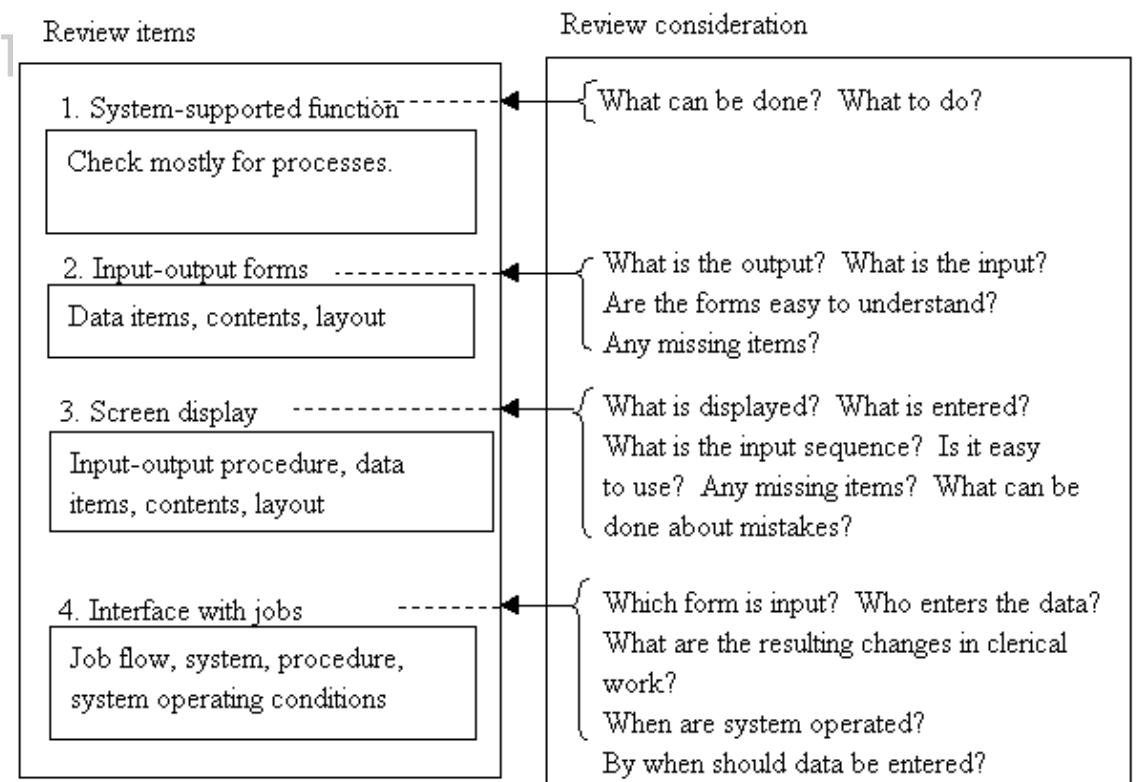 Review items
1. System-supported function
Check mostly for processes.
2. Input-output forms
Data items, contents, layout
3. Screen display
Input-output procedure, data
items, contents, layout
4. Interface with jobs
Job flow, system, procedure,
system operating conditions
Review consideration
What can be done? What to do?
What is the output? What is the input?
Are the forms easy to understand?
Any missing items?
What is displayed? What is entered?
What is the input sequence? Is it easy
to use? Any missing items? What can be
done about mistakes?
Which form is input? Who enters the data?
What are the resulting changes in clerical
work?
When are system operated?
By when should data be entered?